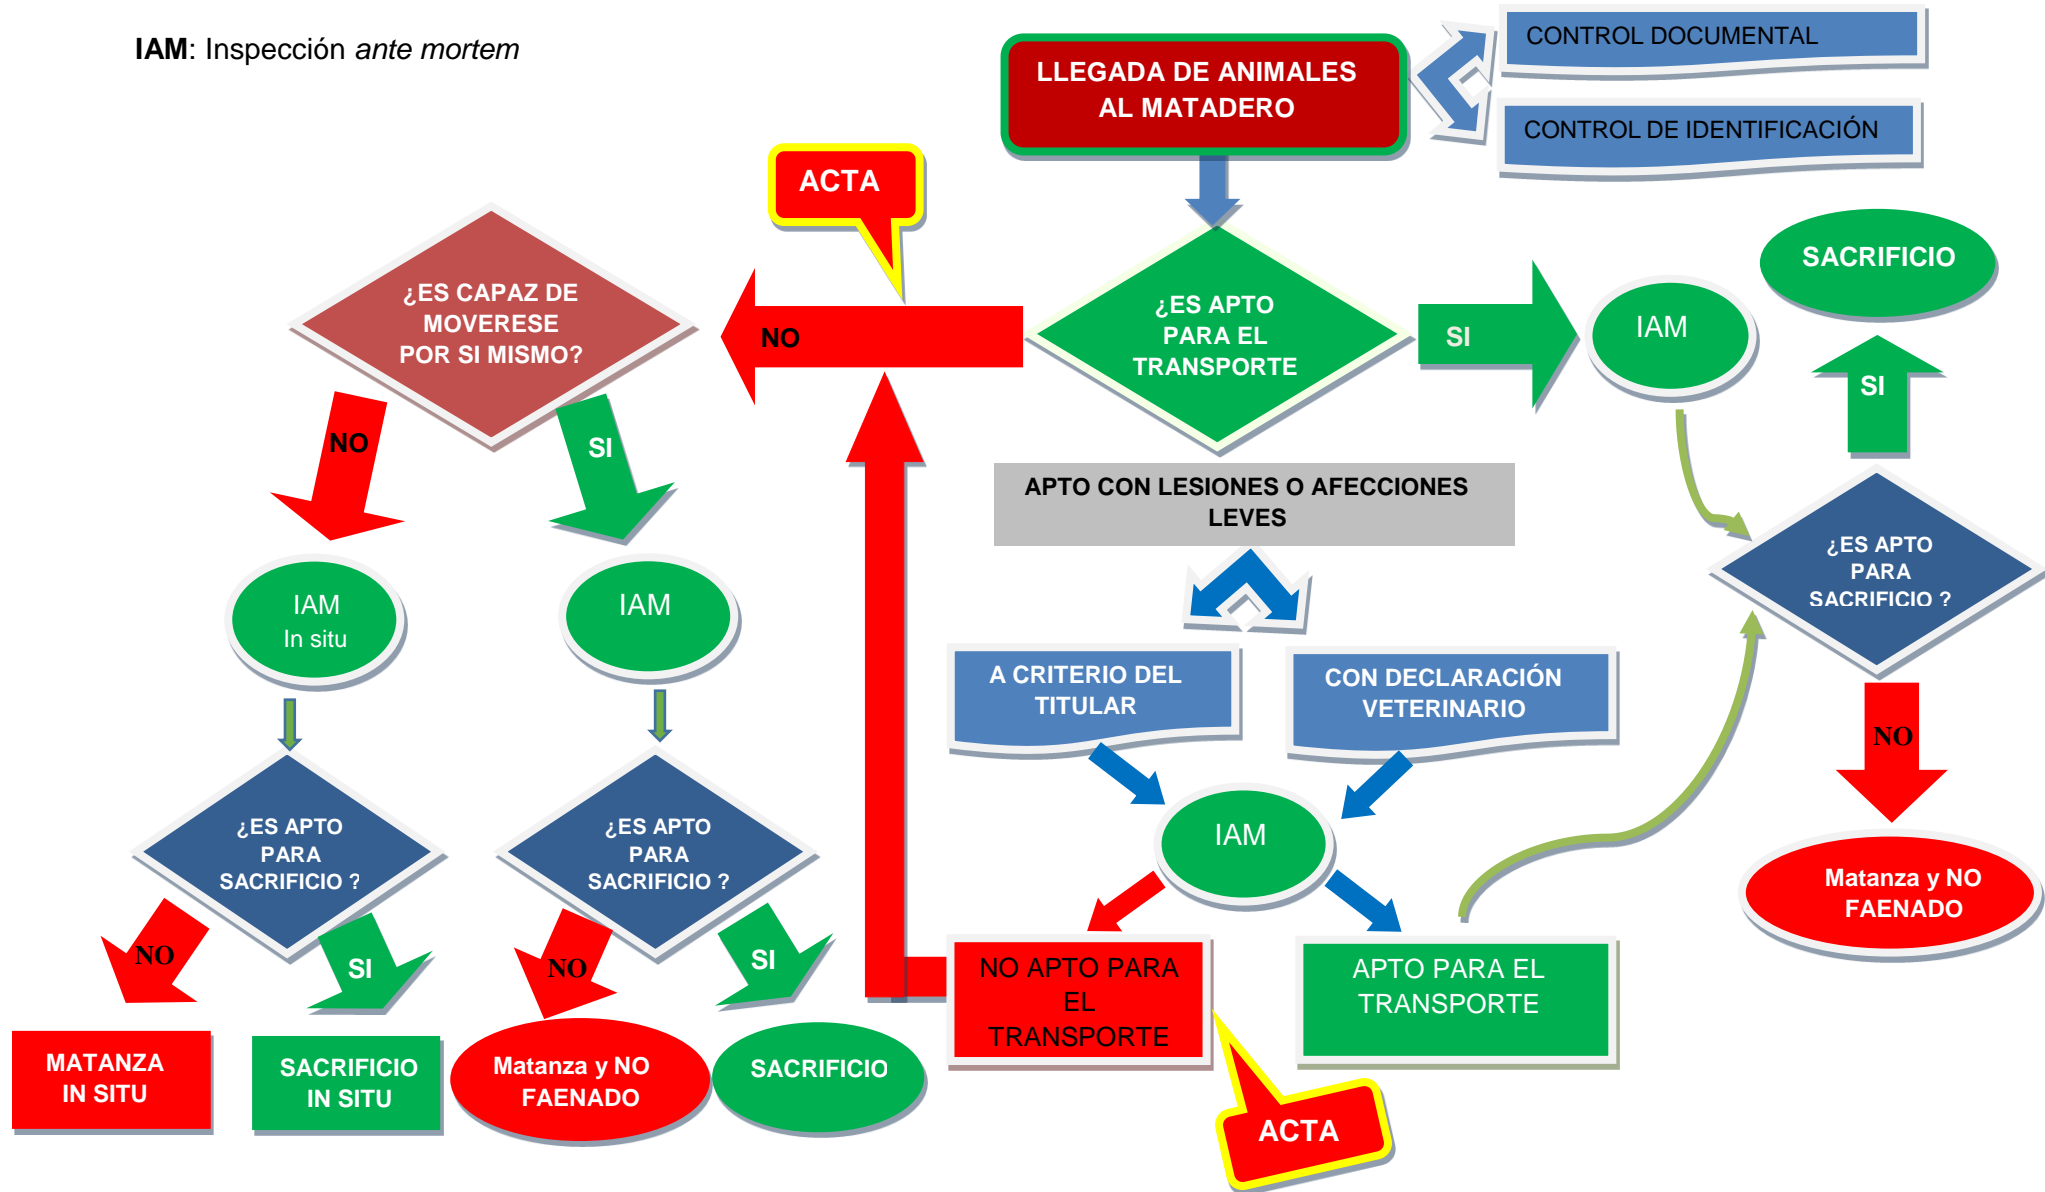 IAM: Inspección ante mortem
LLEGADA DE ANIMALES
AL MATADERO
CONTROL DOCUMENTAL
CONTROL DE IDENTIFICACIÓN
ACTA
¿ES CAPAZ DE
MOVERESE
POR SI MISMO?
NO
¿ES APTO
PARA EL
TRANSPORTE
SI
IAM
SACRIFICIO
SI
NO
SI
APTO CON LESIONES O AFECCIONES
LEVES
¿ES APTO
PARA
SACRIFICIO ?
IAM
In situ
IAM
A CRITERIO DEL
TITULAR
CON DECLARACIÓN
VETERINARIO
NO
¿ES APTO
PARA
SACRIFICIO ?
¿ES APTO
PARA
SACRIFICIO ?
IAM
Matanza y NO
FAENADO
NO
SI
NO
SI
NO APTO PARA
EL
TRANSPORTE
APTO PARA EL
TRANSPORTE
MATANZA
IN SITU
SACRIFICIO
IN SITU
Matanza y NO
FAENADO
SACRIFICIO
ACTA